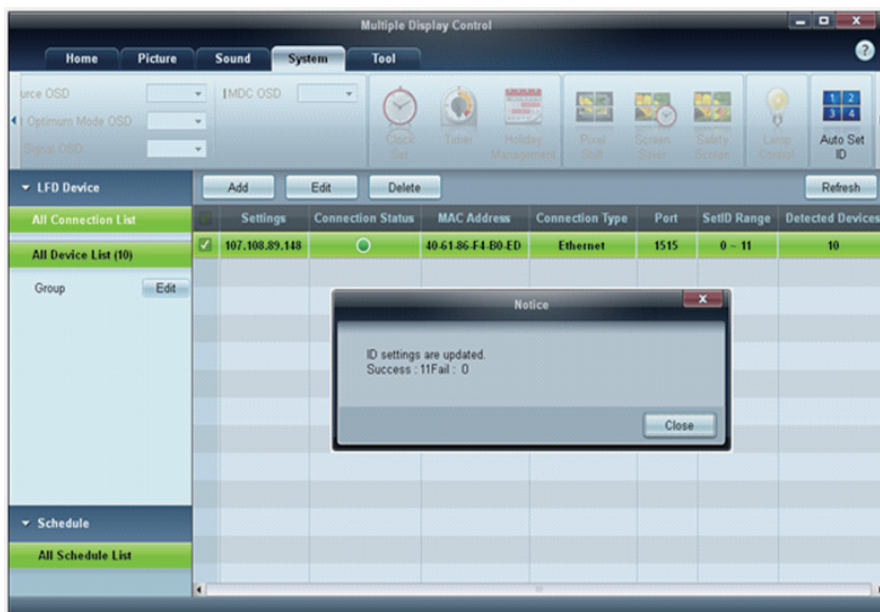 Multiple Display Control
Home Picture Sound System Tool
?
urce OSD
MDC OSD
Optimum Mode OSD
Signal OSD
Clock Set
Timer
Holiday Management
Pixel Shift
Screen Saver
Safety Screen
Lamp Control
1 2
3 4
Auto Set ID
LFD Device
Add Edit Delete Refresh
All Connection List
Settings Connection Status MAC Address Connection Type Port SetID Range Detected Devices
107.108.89.148 40-61-86-F4-B0-ED Ethernet 1515 0 ~ 11 10
All Device List (10)
Group Edit
Notice
ID settings are updated.
Success : 11Fail : 0
Close
Schedule
All Schedule List